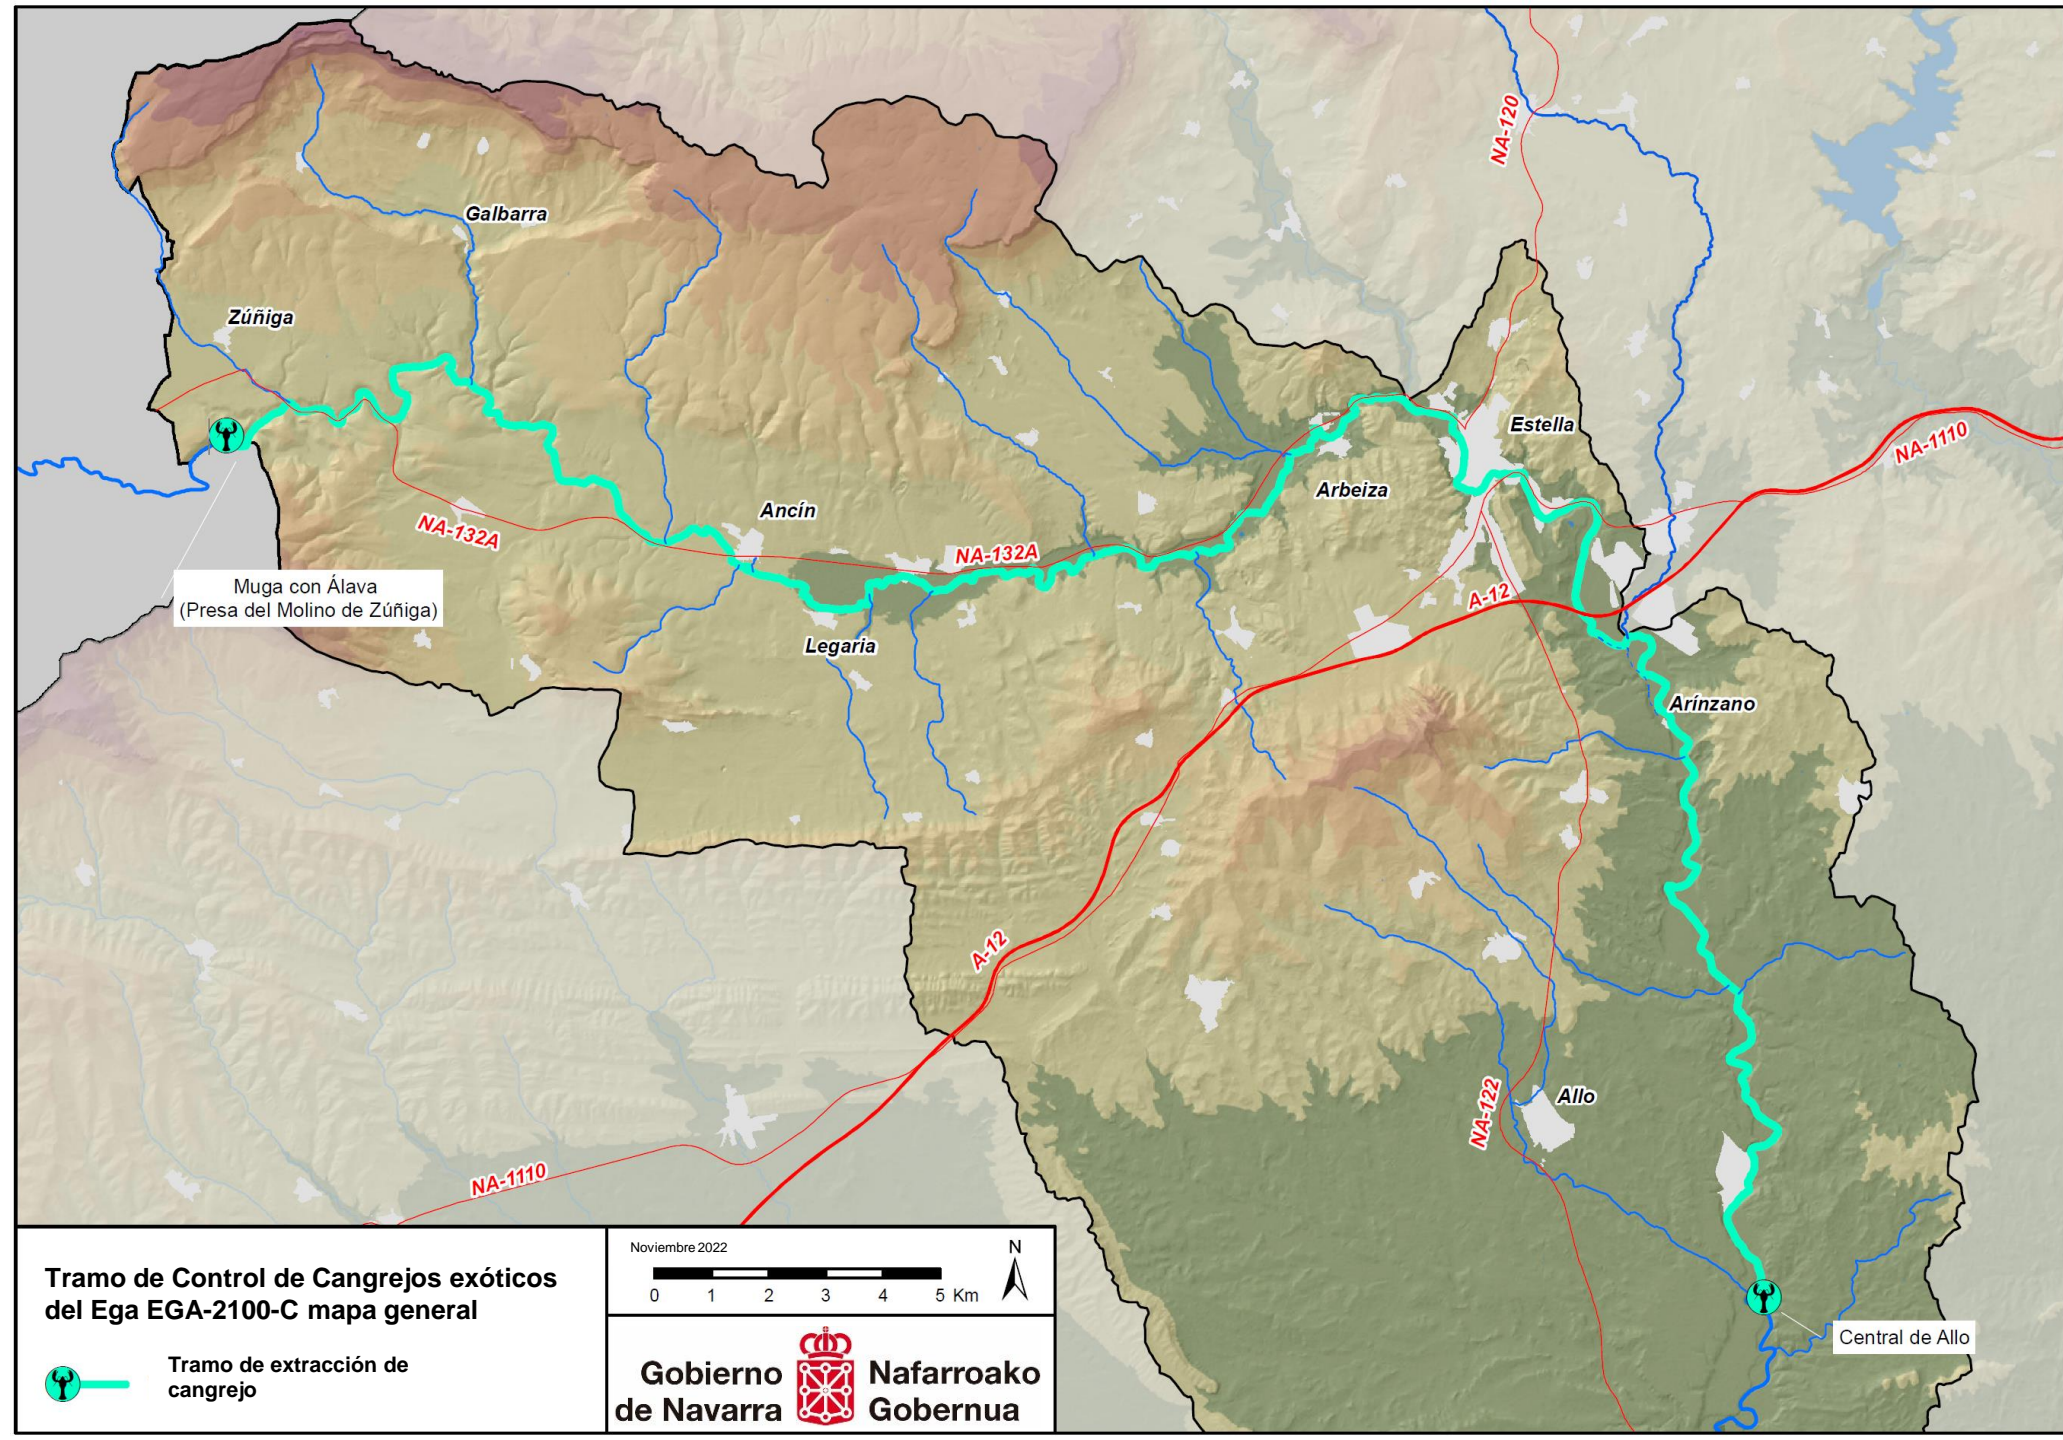 NA-120
Galbarra
Zúñiga
Estella
NA-1110
Arbeiza
Ancín
NA-132A
NA-132A
Muga con Álava
(Presa del Molino de Zúñiga)
A-12
Legaria
Arínzano
A-12
Allo
NA-122
NA-1110
Central de Allo
Tramo de Control de Cangrejos exóticos
del Ega EGA-2100-C mapa general
Tramo de extracción de
cangrejo
Noviembre 2022
N
0 1 2 3 4 5 Km
Gobierno
de Navarra
Nafarroako
Gobernua